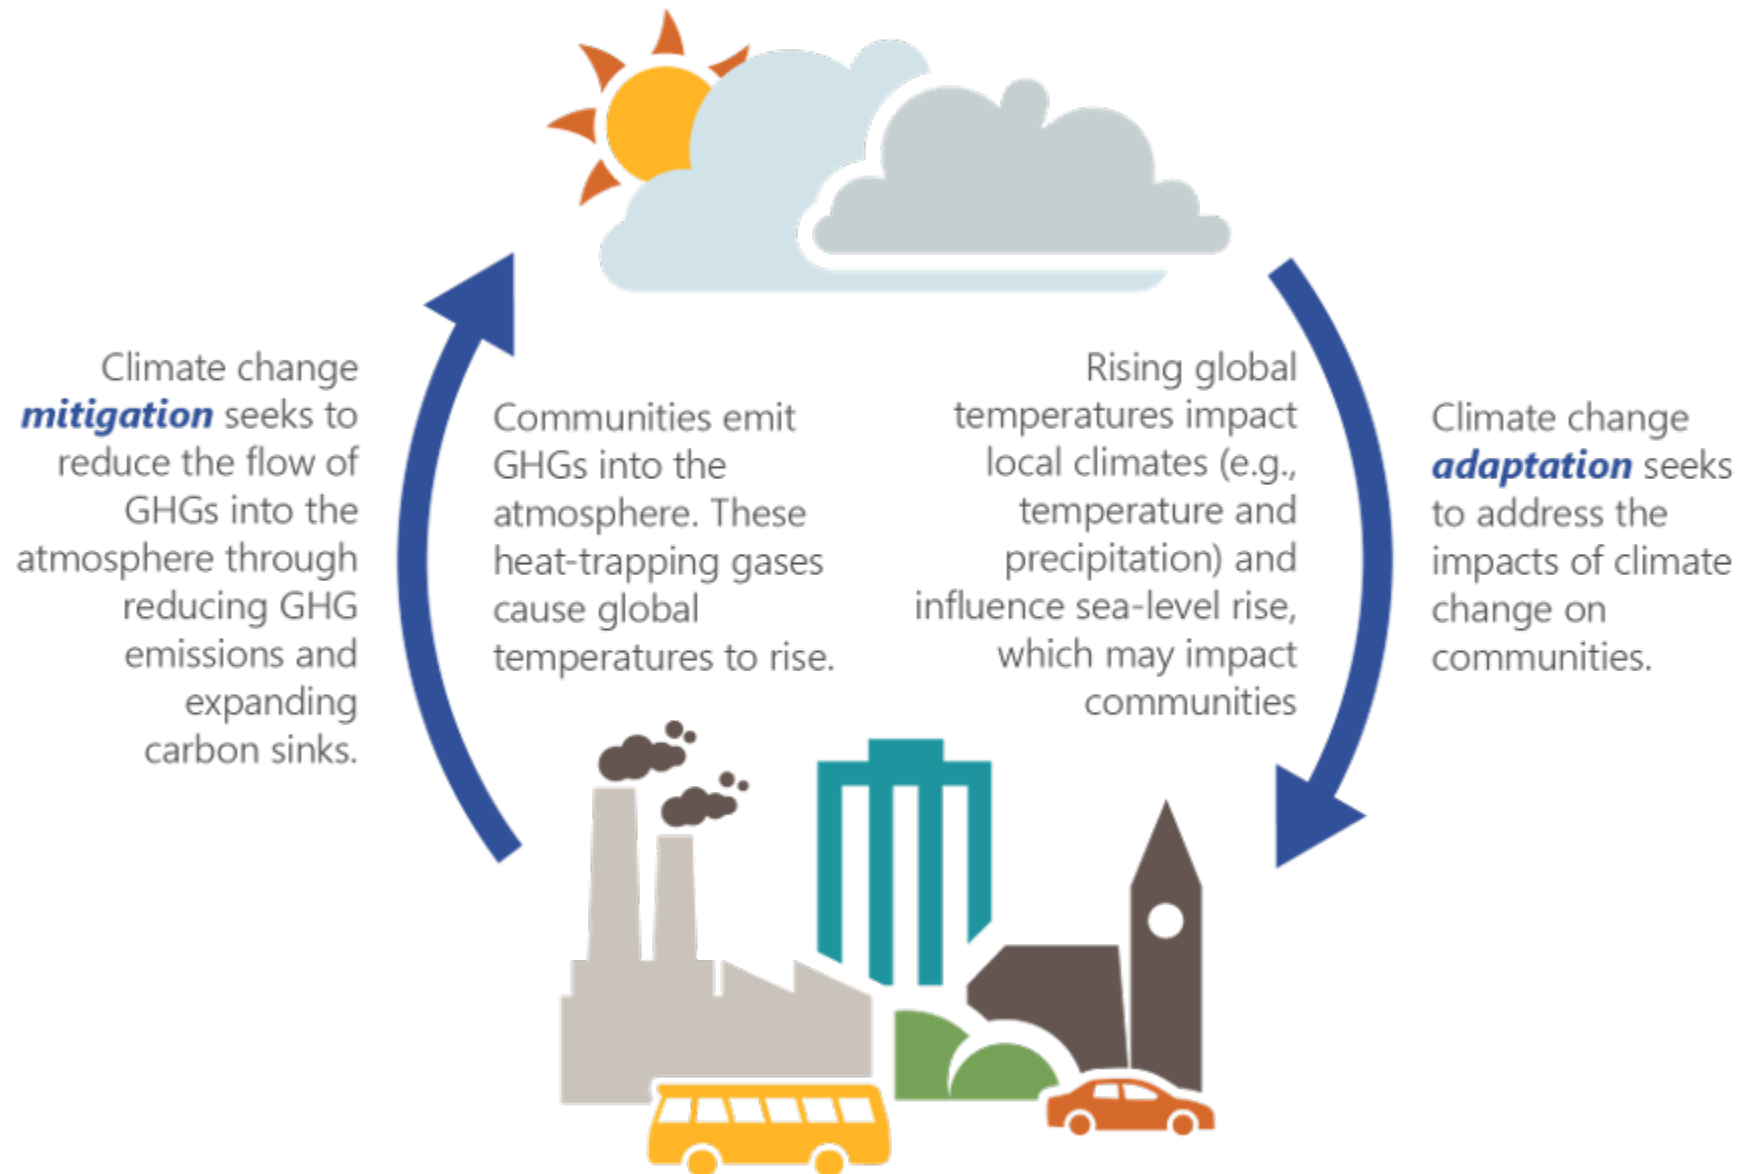 Climate change
mitigation seeks to
reduce the flow of
GHGs into the
atmosphere through
reducing GHG
emissions and
expanding
carbon sinks.
Communities emit
GHGs into the
atmosphere. These
heat-trapping gases
cause global
temperatures to rise.
Rising global
temperatures impact
local climates (e.g.,
temperature and
precipitation) and
influence sea-level rise,
which may impact
communities
Climate change
adaptation seeks
to address the
impacts of climate
change on
communities.